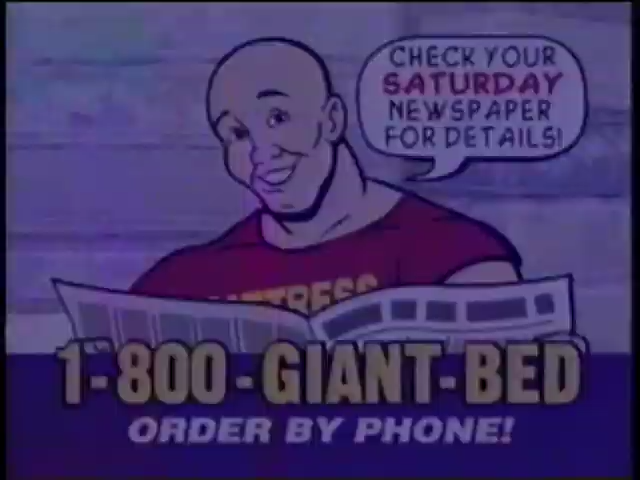 CHECK YOUR
SATURDAY
NEWSPAPER
FOR DETAILS!
1-800-GIANT-BED
ORDER BY PHONE!